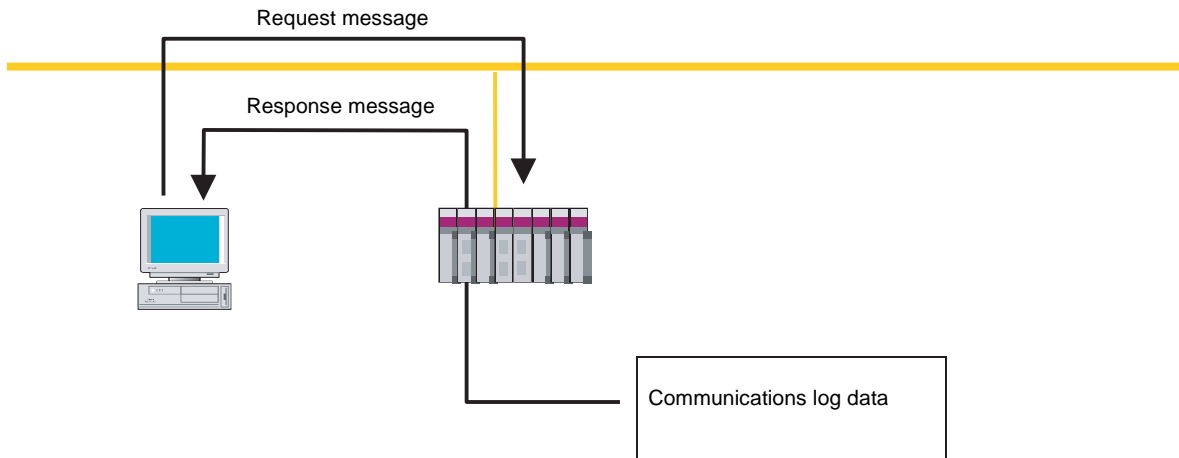 Request message
Response message
Communications log data